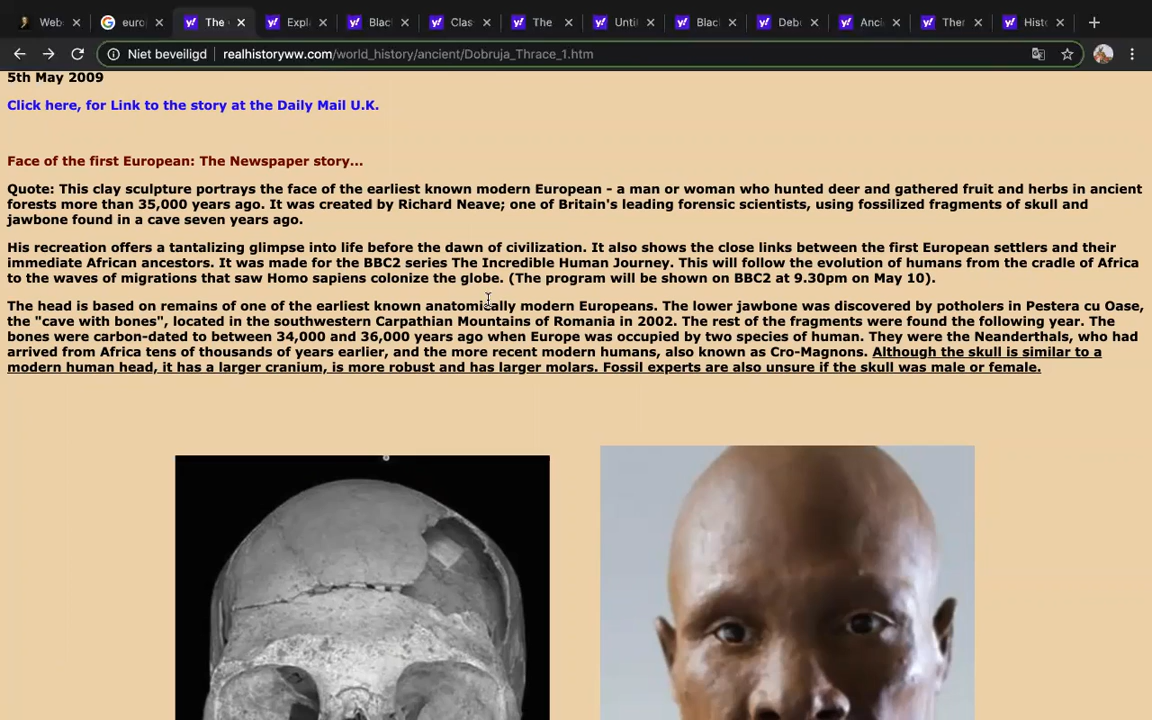 Web:
euro
The
Expla
Blacl
Clas
The
Unti
Blacl
Deb
Anci
Ther
Histo
Niet beveiligd
realhistoryww.com/world_history/ancient/Dobruja_Thrace_1.htm
5th May 2009
Click here, for Link to the story at the Daily Mail U.K.
Face of the first European: The Newspaper story...
Quote: This clay sculpture portrays the face of the earliest known modern European - a man or woman who hunted deer and gathered fruit and herbs in ancient
forests more than 35,000 years ago. It was created by Richard Neave; one of Britain's leading forensic scientists, using fossilized fragments of skull and
jawbone found in a cave seven years ago.
His recreation offers a tantalizing glimpse into life before the dawn of civilization. It also shows the close links between the first European settlers and their
immediate African ancestors. It was made for the BBC2 series The Incredible Human Journey. This will follow the evolution of humans from the cradle of Africa
to the waves of migrations that saw Homo sapiens colonize the globe. (The program will be shown on BBC2 at 9.30pm on May 10).
The head is based on remains of one of the earliest known anatomically modern Europeans. The lower jawbone was discovered by potholers in Pestera cu Oase,
the "cave with bones", located in the southwestern Carpathian Mountains of Romania in 2002. The rest of the fragments were found the following year. The
bones were carbon-dated to between 34,000 and 36,000 years ago when Europe was occupied by two species of human. They were the Neanderthals, who had
arrived from Africa tens of thousands of years earlier, and the more recent modern humans, also known as Cro-Magnons. Although the skull is similar to a
modern human head, it has a larger cranium, is more robust and has larger molars. Fossil experts are also unsure if the skull was male or female.